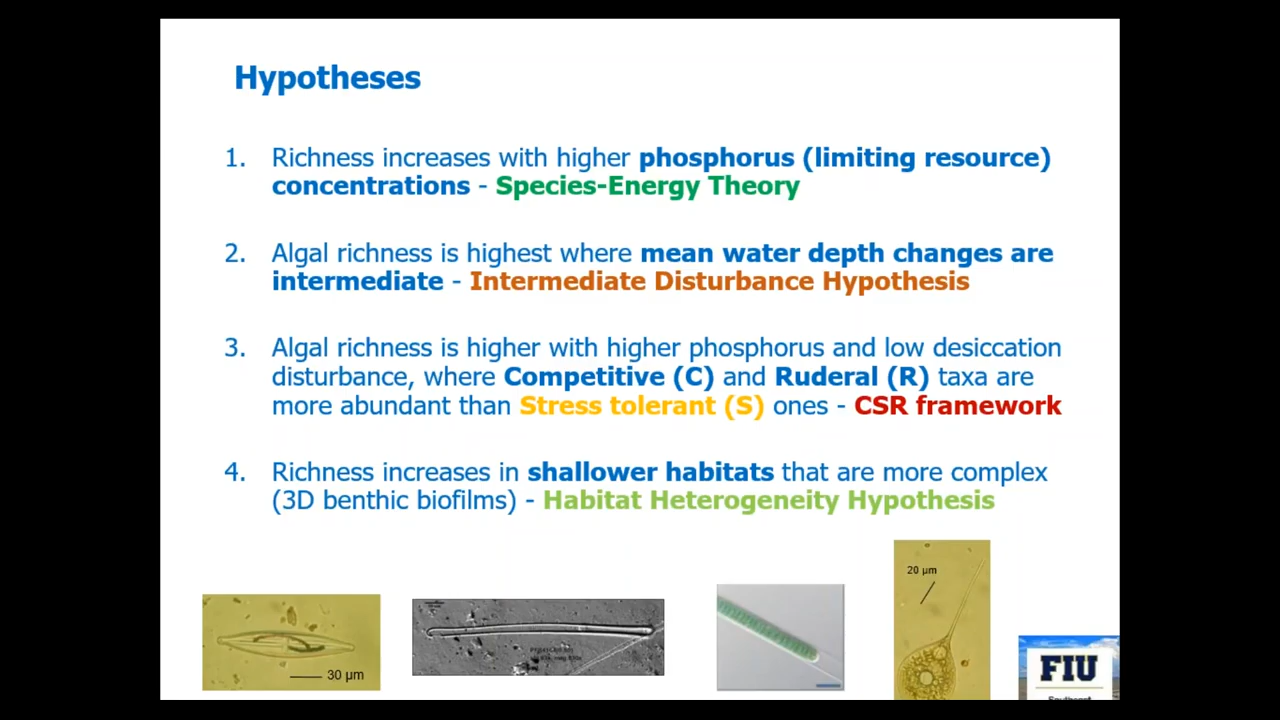 Hypotheses
1. Richness increases with higher phosphorus (limiting resource)
concentrations - Species-Energy Theory
2. Algal richness is highest where mean water depth changes are
intermediate - Intermediate Disturbance Hypothesis
3. Algal richness is higher with higher phosphorus and low desiccation
disturbance, where Competitive (C) and Ruderal (R) taxa are
more abundant than Stress tolerant (S) ones - CSR framework
4. Richness increases in shallower habitats that are more complex
(3D benthic biofilms) - Habitat Heterogeneity Hypothesis
20 µm
30 µm
FIU